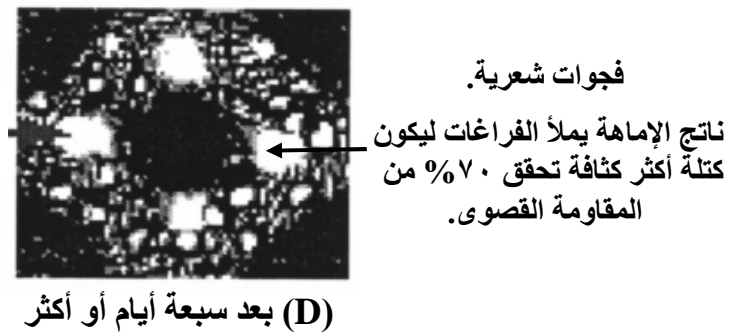 فجوات شعرية.
ناتج الإماهة يملأ الفراغات ليكون
كتلة أكثر كثافة تحقق ٧٠% من
المقاومة القصوى.
(D) بعد سبعة أيام أو أكثر